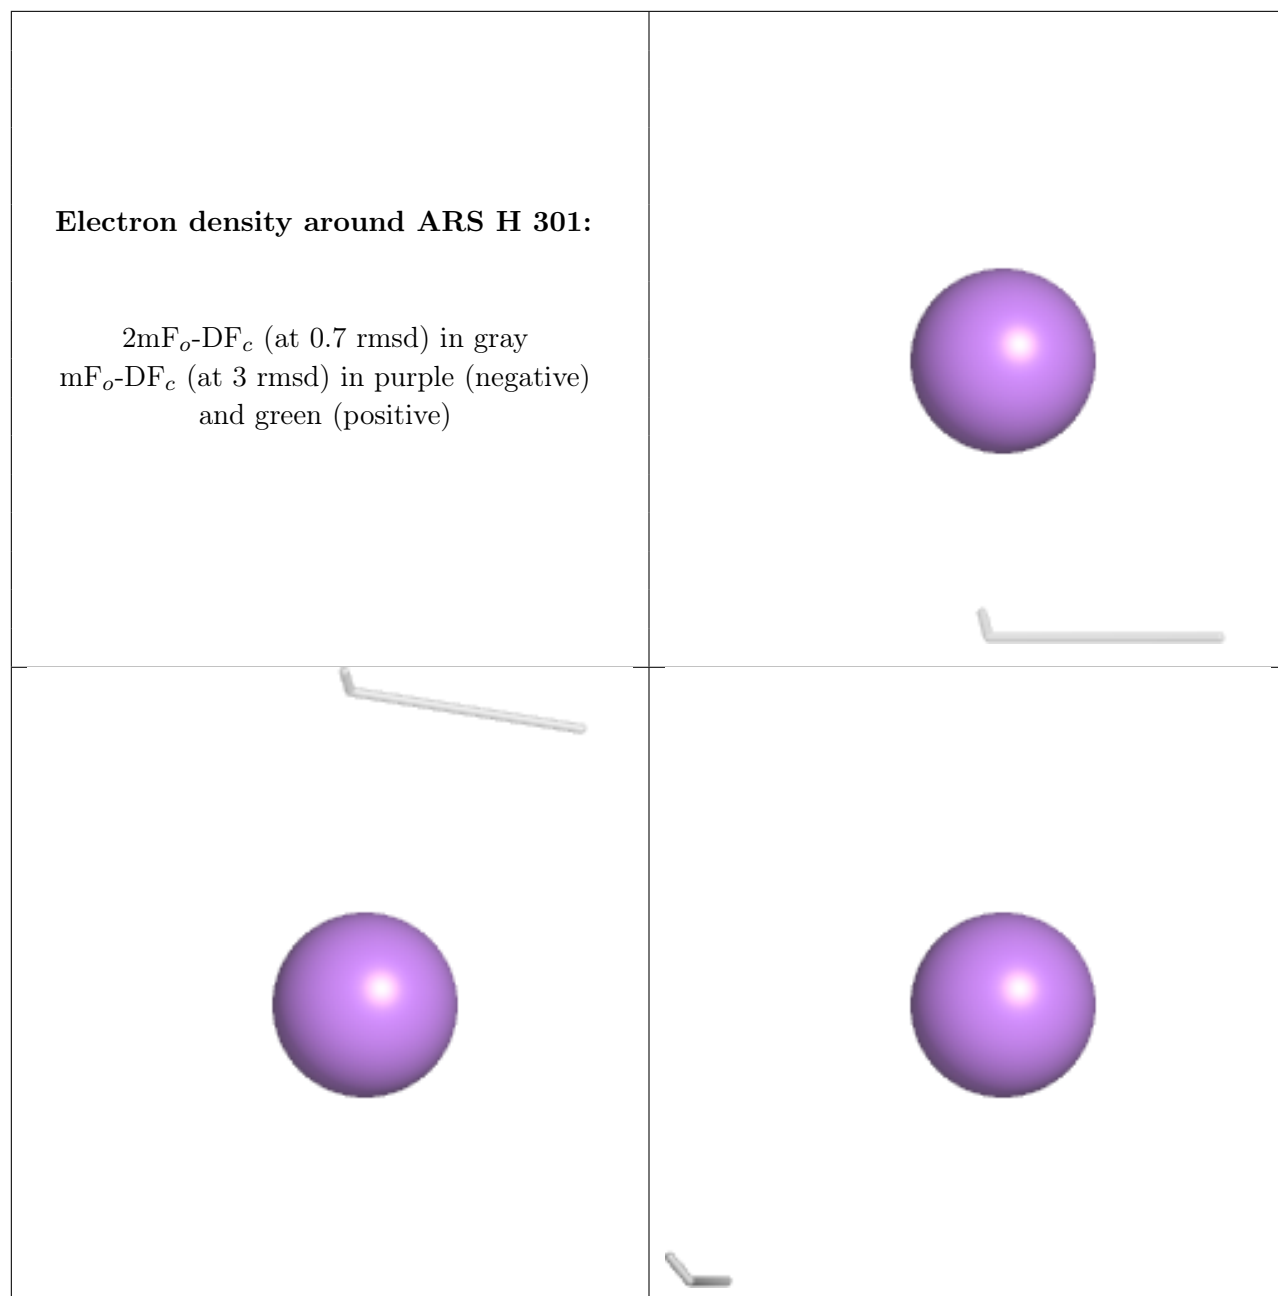 Electron density around ARS H 301:
2mFo-DFc (at 0.7 rmsd) in gray
mFo-DFc (at 3 rmsd) in purple (negative)
and green (positive)